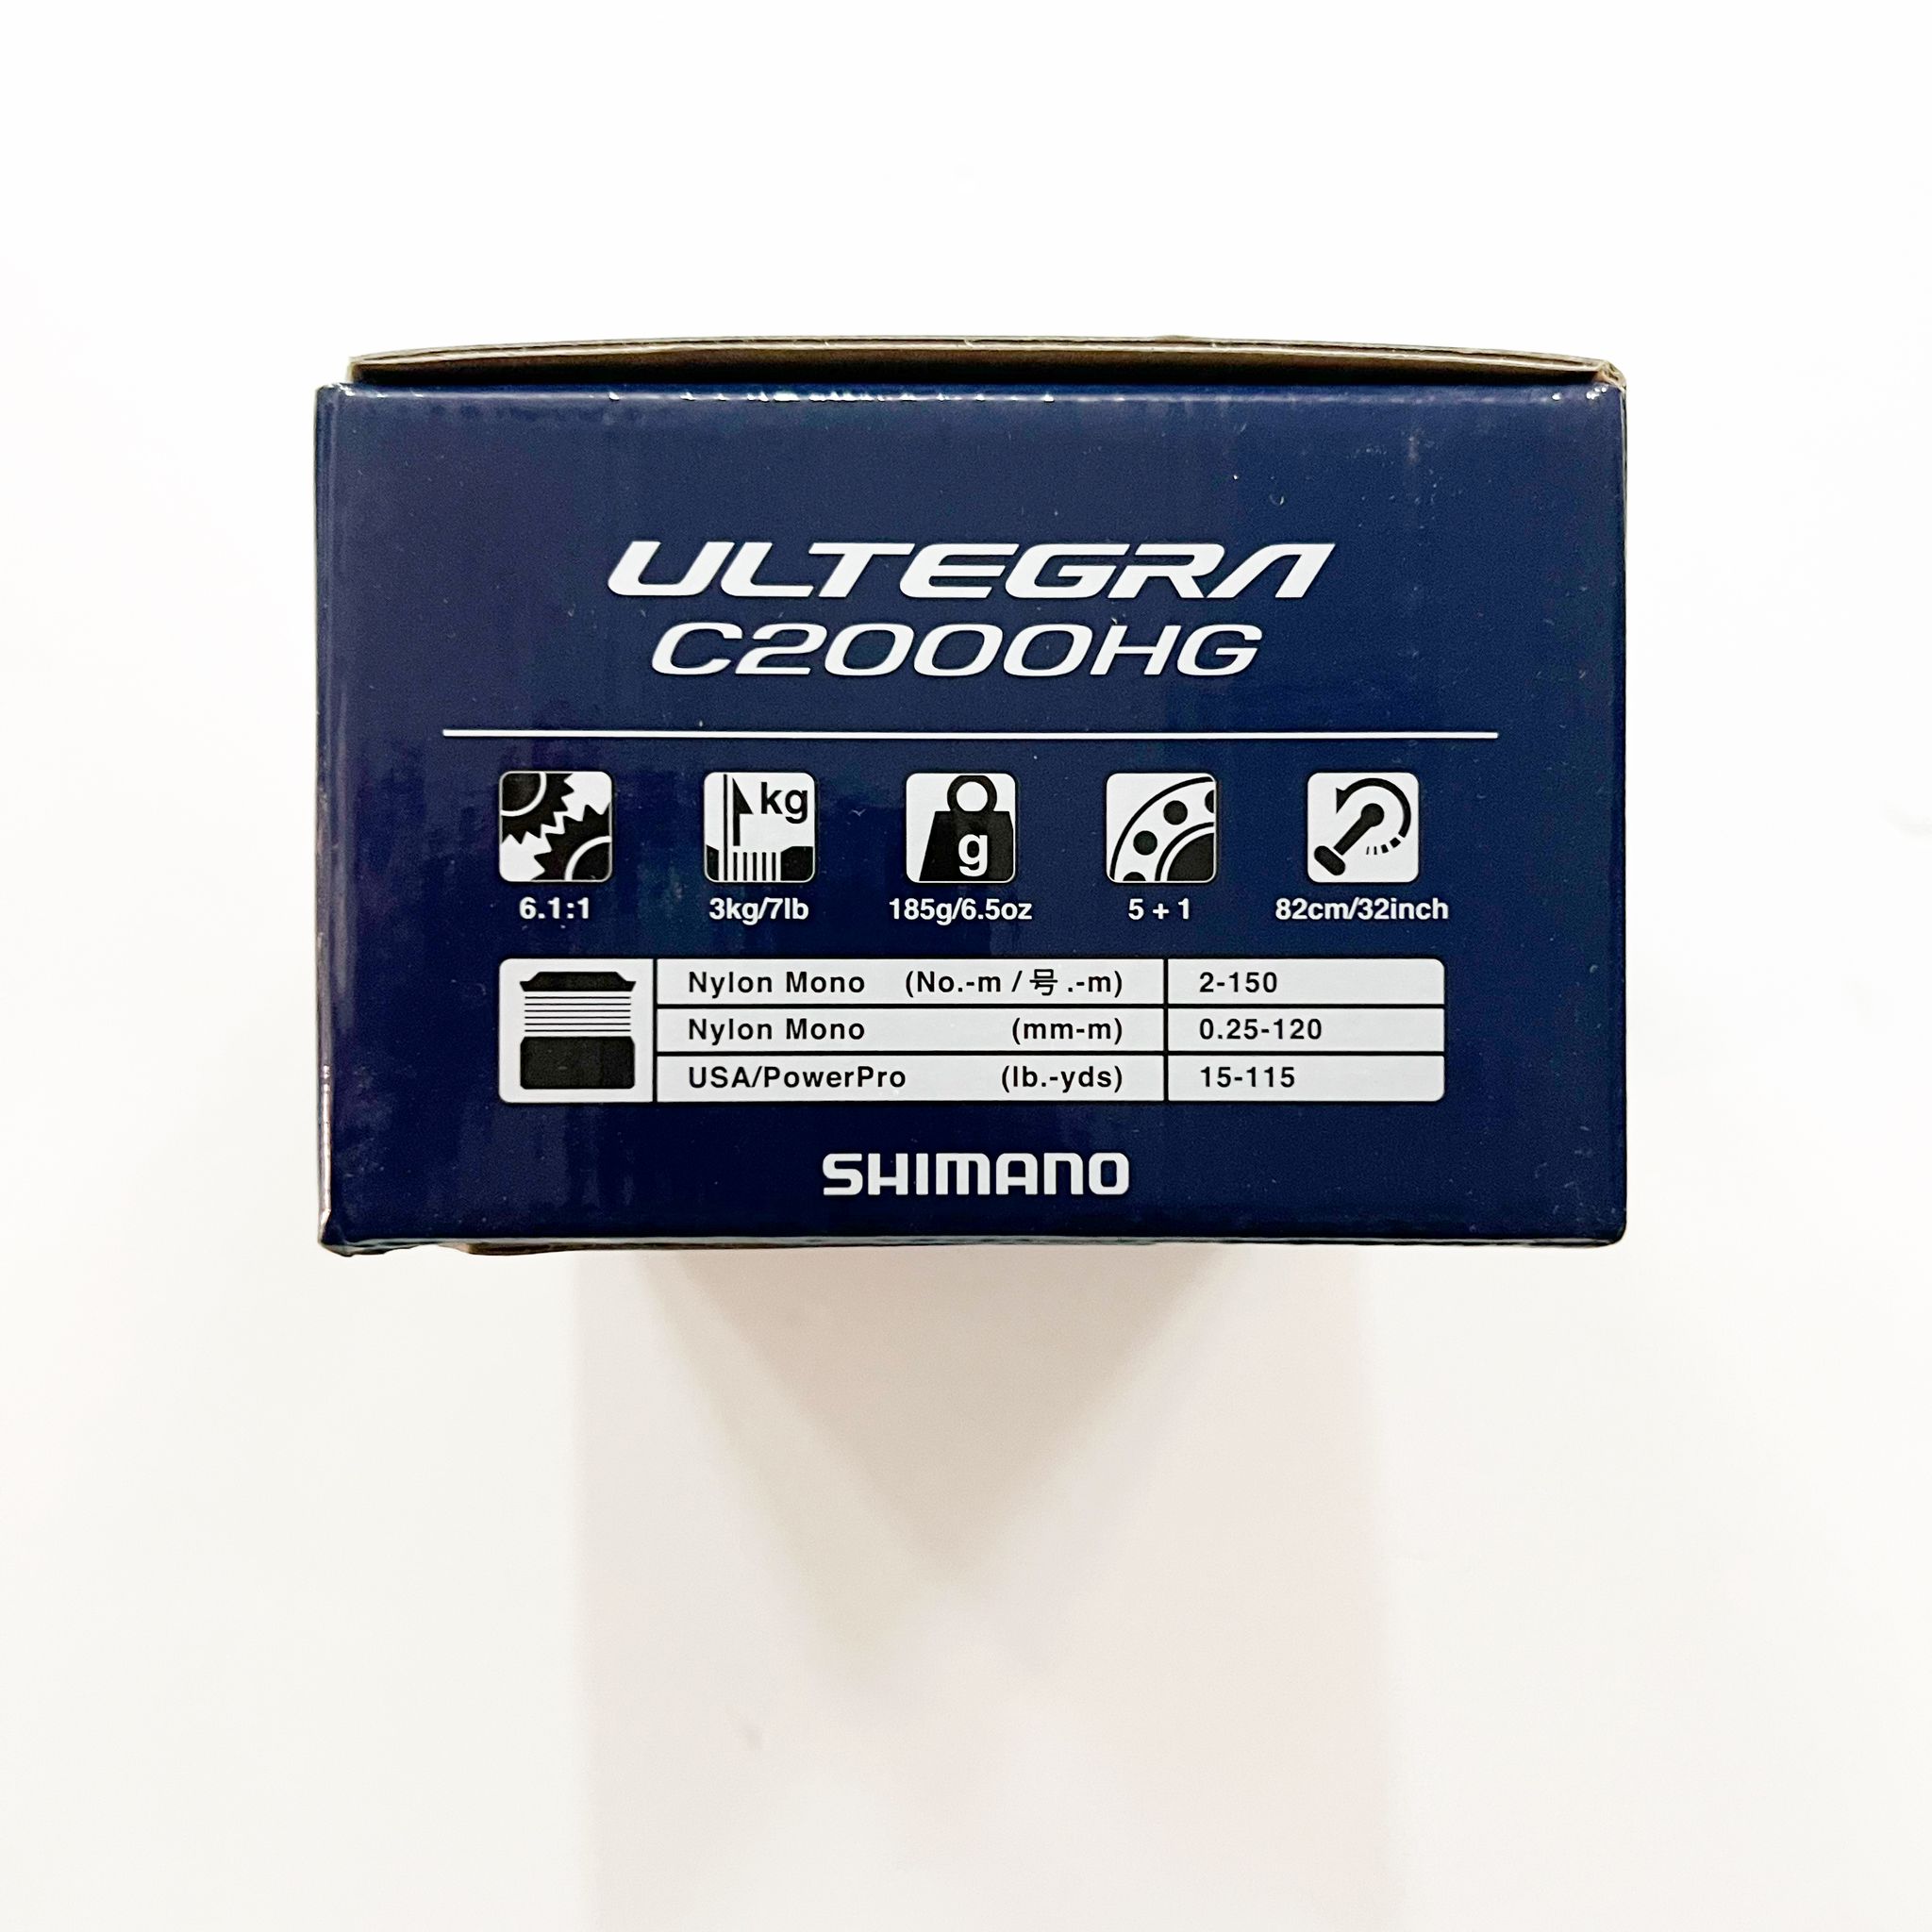 ULTEGRA
C2000HG
kg g
6.1:1 3kg/7lb 185g/6.5oz 5 + 1 82cm/32inch
Nylon Mono (No.-m / 号 .-m) 2-150
Nylon Mono (mm-m) 0.25-120
USA/PowerPro (lb.-yds) 15-115
SHIMANO